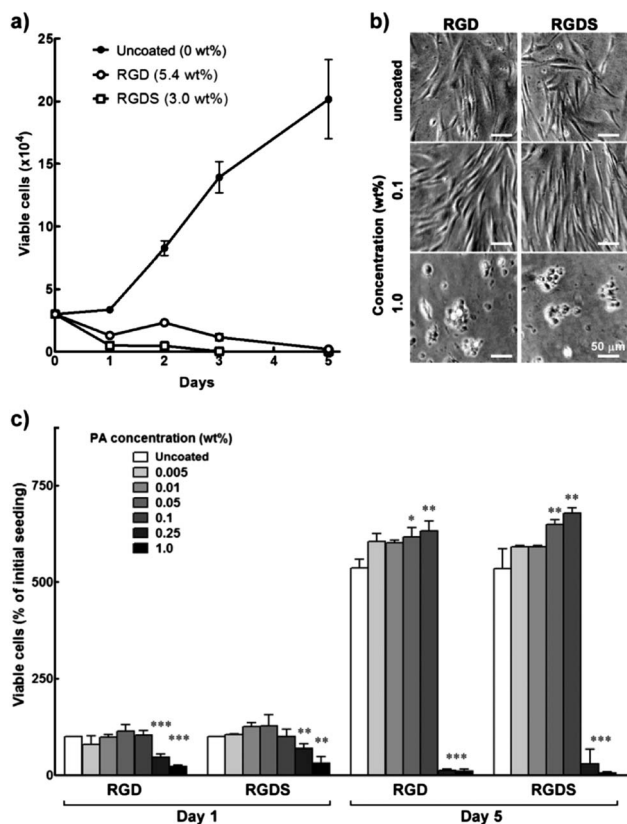 a)
25
20
15
10
5
0
Viable cells (x10⁴)
Uncoated (0 wt%)
RGD (5.4 wt%)
RGDS (3.0 wt%)
0 1 2 3 4 5
Days
b)
RGD RGDS
uncoated
0.1
1.0
Concentration (wt%)
50 µm
c)
PA concentration (wt%)
Uncoated
0.005
0.01
0.05
0.1
0.25
1.0
750
500
250
0
Viable cells (% of initial seeding)
*** *** ** ** * ** *** ** ** ***
RGD RGDS RGD RGDS
Day 1 Day 5